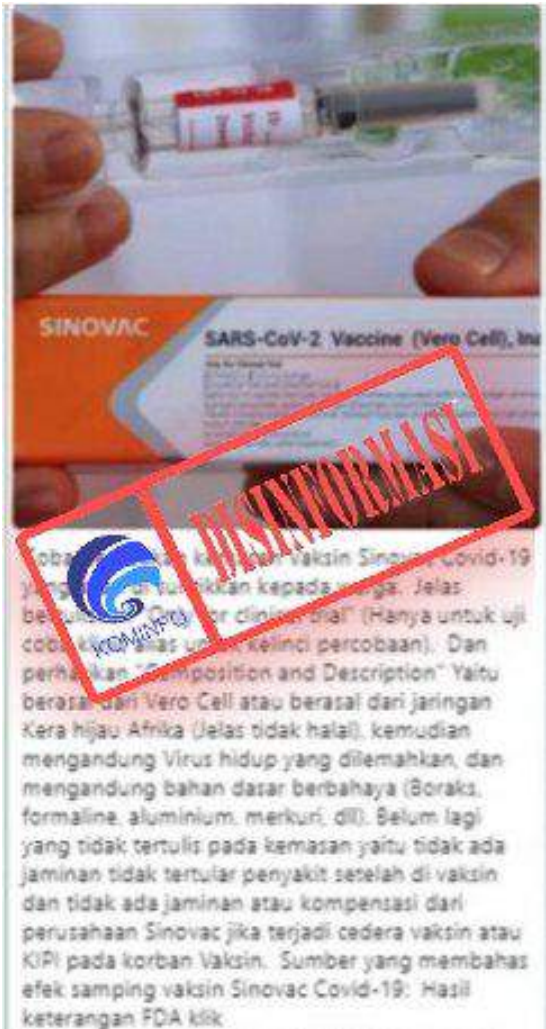 SINOVAC
SARS-CoV-2 Vaccine (Vero Cell), Ina
DISINFORMASI
KOMINFO
Vaksin Sinovac Covid-19
kepada warga. Jelas
clinical trial" (Hanya untuk uji
kelinci percobaan). Dan
perhatikan "Composition and Description" Yaitu
berasal dari Vero Cell atau berasal dari jaringan
Kera hijau Afrika (Jelas tidak halal), kemudian
mengandung Virus hidup yang dilemahkan, dan
mengandung bahan dasar berbahaya (Boraks,
formaline, aluminium, merkuri, dll). Belum lagi
yang tidak tertulis pada kemasan yaitu tidak ada
jaminan tidak tertular penyakit setelah di vaksin
dan tidak ada jaminan atau kompensasi dari
perusahaan Sinovac jika terjadi cedera vaksin atau
KIPI pada korban Vaksin. Sumber yang membahas
efek samping vaksin Sinovac Covid-19: Hasil
keterangan FDA klik